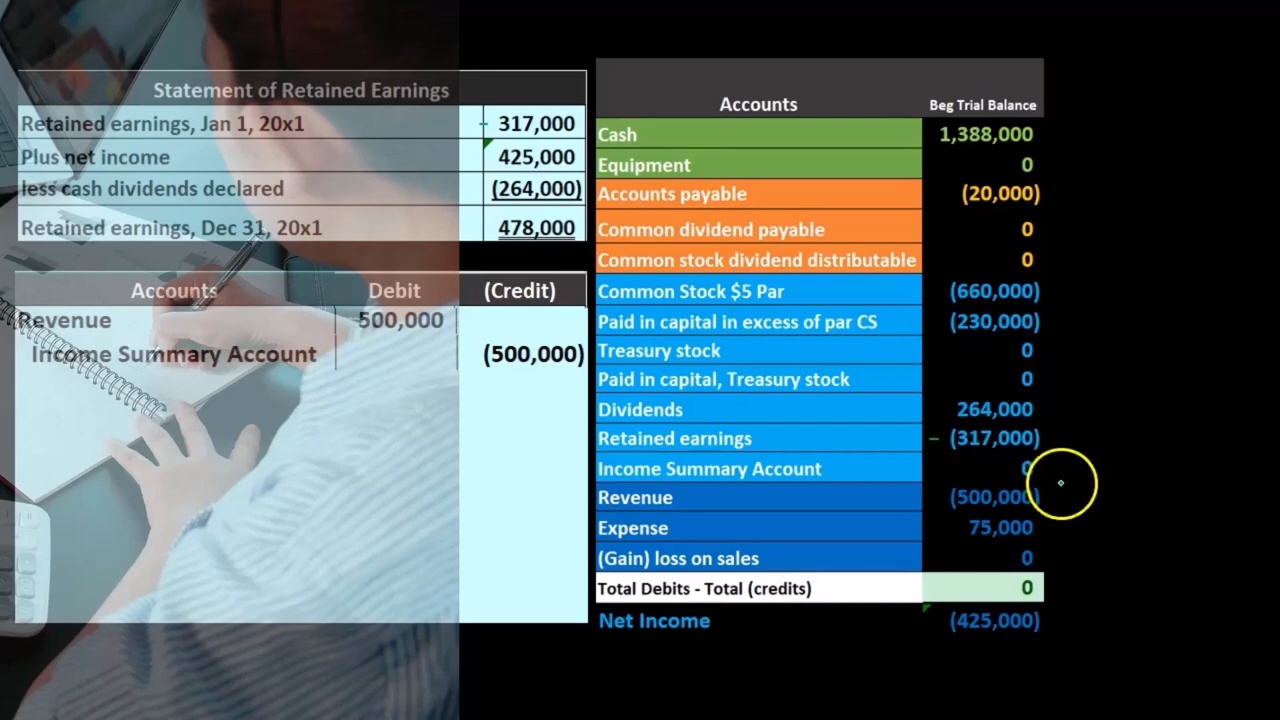 Statement of Retained Earnings
Retained earnings, Jan 1, 20x1 317,000
Plus net income 425,000
less cash dividends declared (264,000)
Retained earnings, Dec 31, 20x1 478,000
Accounts Debit (Credit)
Revenue 500,000
Income Summary Account (500,000)
Accounts Beg Trial Balance
Cash 1,388,000
Equipment 0
Accounts payable (20,000)
Common dividend payable 0
Common stock dividend distributable 0
Common Stock $5 Par (660,000)
Paid in capital in excess of par CS (230,000)
Treasury stock 0
Paid in capital, Treasury stock 0
Dividends 264,000
Retained earnings (317,000)
Income Summary Account 0
Revenue (500,000)
Expense 75,000
(Gain) loss on sales 0
Total Debits - Total (credits) 0
Net Income (425,000)